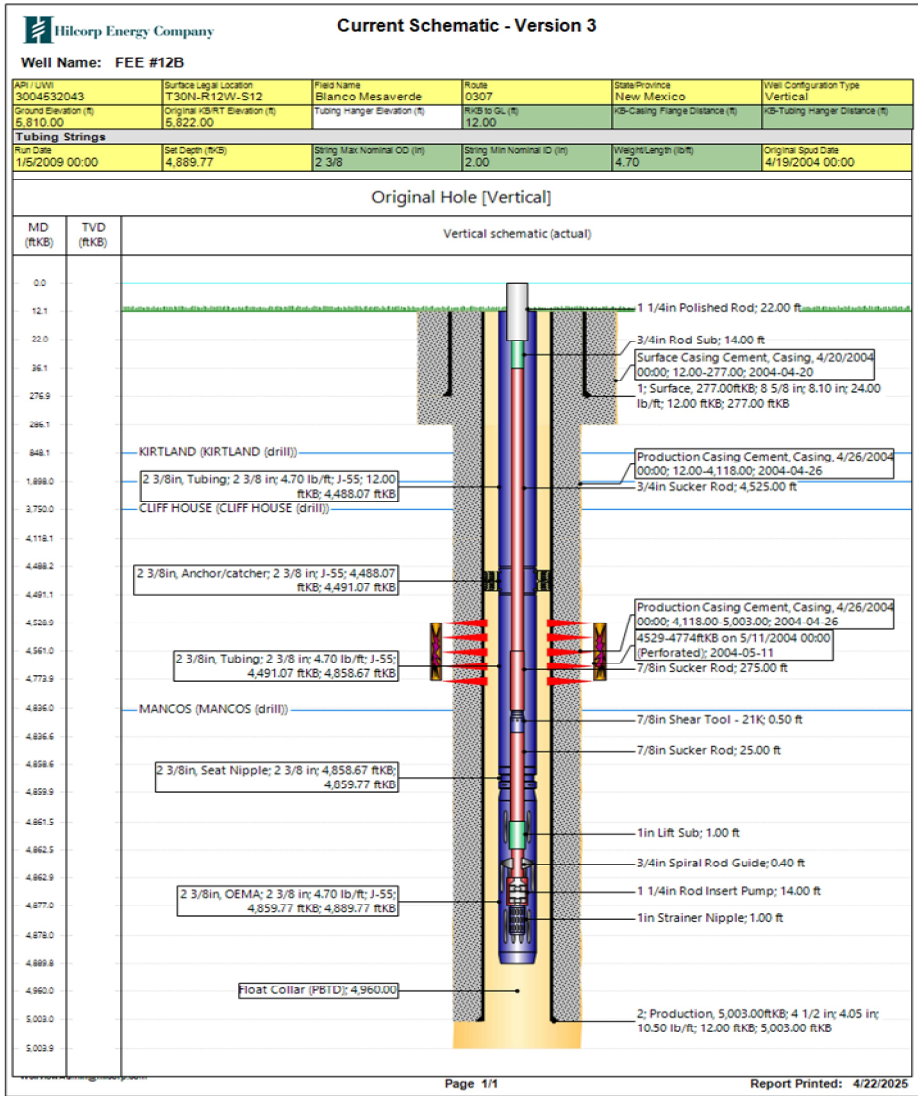 Hilcorp Energy Company
Current Schematic - Version 3
Well Name: FEE #12B
API / UWI
3004532043
Surface Legal Location
T30N-R12W-S12
Field Name
Blanco Mesaverde
Route
0307
State/Province
New Mexico
Well Configuration Type
Vertical
Ground Elevation (ft)
5,810.00
Original KB/RT Elevation (ft)
5,822.00
Tubing Hanger Elevation (ft)
RKB to GL (ft)
12.00
KB-Casing Flange Distance (ft)
KB-Tubing Hanger Distance (ft)
Tubing Strings
Run Date
1/5/2009 00:00
Set Depth (ftKB)
4,889.77
String Max Nominal OD (in)
2 3/8
String Min Nominal ID (in)
2.00
Weight/Length (lb/ft)
4.70
Original Spud Date
4/19/2004 00:00
Original Hole [Vertical]
MD
(ftKB)
TVD
(ftKB)
Vertical schematic (actual)
0.0
12.1
22.0
36.1
276.9
286.1
848.1
1,898.0
3,750.0
4,118.1
4,488.2
4,491.1
4,528.9
4,561.0
4,773.9
4,836.0
4,836.6
4,858.6
4,859.9
4,861.5
4,862.5
4,862.9
4,877.0
4,878.0
4,889.8
4,960.0
5,003.0
5,003.9
KIRTLAND (KIRTLAND (drill))
2 3/8in, Tubing; 2 3/8 in; 4.70 lb/ft; J-55; 12.00
ftKB; 4,488.07 ftKB
CLIFF HOUSE (CLIFF HOUSE (drill))
2 3/8in, Anchor/catcher; 2 3/8 in; J-55; 4,488.07
ftKB; 4,491.07 ftKB
2 3/8in, Tubing; 2 3/8 in; 4.70 lb/ft; J-55;
4,491.07 ftKB; 4,858.67 ftKB
MANCOS (MANCOS (drill))
2 3/8in, Seat Nipple; 2 3/8 in; 4,858.67 ftKB;
4,859.77 ftKB
2 3/8in, OEMA; 2 3/8 in; 4.70 lb/ft; J-55;
4,859.77 ftKB; 4,889.77 ftKB
Float Collar (PBTD); 4,960.00
1 1/4in Polished Rod; 22.00 ft
3/4in Rod Sub; 14.00 ft
Surface Casing Cement, Casing, 4/20/2004
00:00; 12.00-277.00; 2004-04-20
1; Surface, 277.00ftKB; 8 5/8 in; 8.10 in; 24.00
lb/ft; 12.00 ftKB; 277.00 ftKB
Production Casing Cement, Casing, 4/26/2004
00:00; 12.00-4,118.00; 2004-04-26
3/4in Sucker Rod; 4,525.00 ft
Production Casing Cement, Casing, 4/26/2004
00:00; 4,118.00-5,003.00; 2004-04-26
4529-4774ftKB on 5/11/2004 00:00
(Perforated); 2004-05-11
7/8in Sucker Rod; 275.00 ft
7/8in Shear Tool - 21K; 0.50 ft
7/8in Sucker Rod; 25.00 ft
1in Lift Sub; 1.00 ft
3/4in Spiral Rod Guide; 0.40 ft
1 1/4in Rod Insert Pump; 14.00 ft
1in Strainer Nipple; 1.00 ft
2; Production, 5,003.00ftKB; 4 1/2 in; 4.05 in;
10.50 lb/ft; 12.00 ftKB; 5,003.00 ftKB
Page 1/1
Report Printed: 4/22/2025